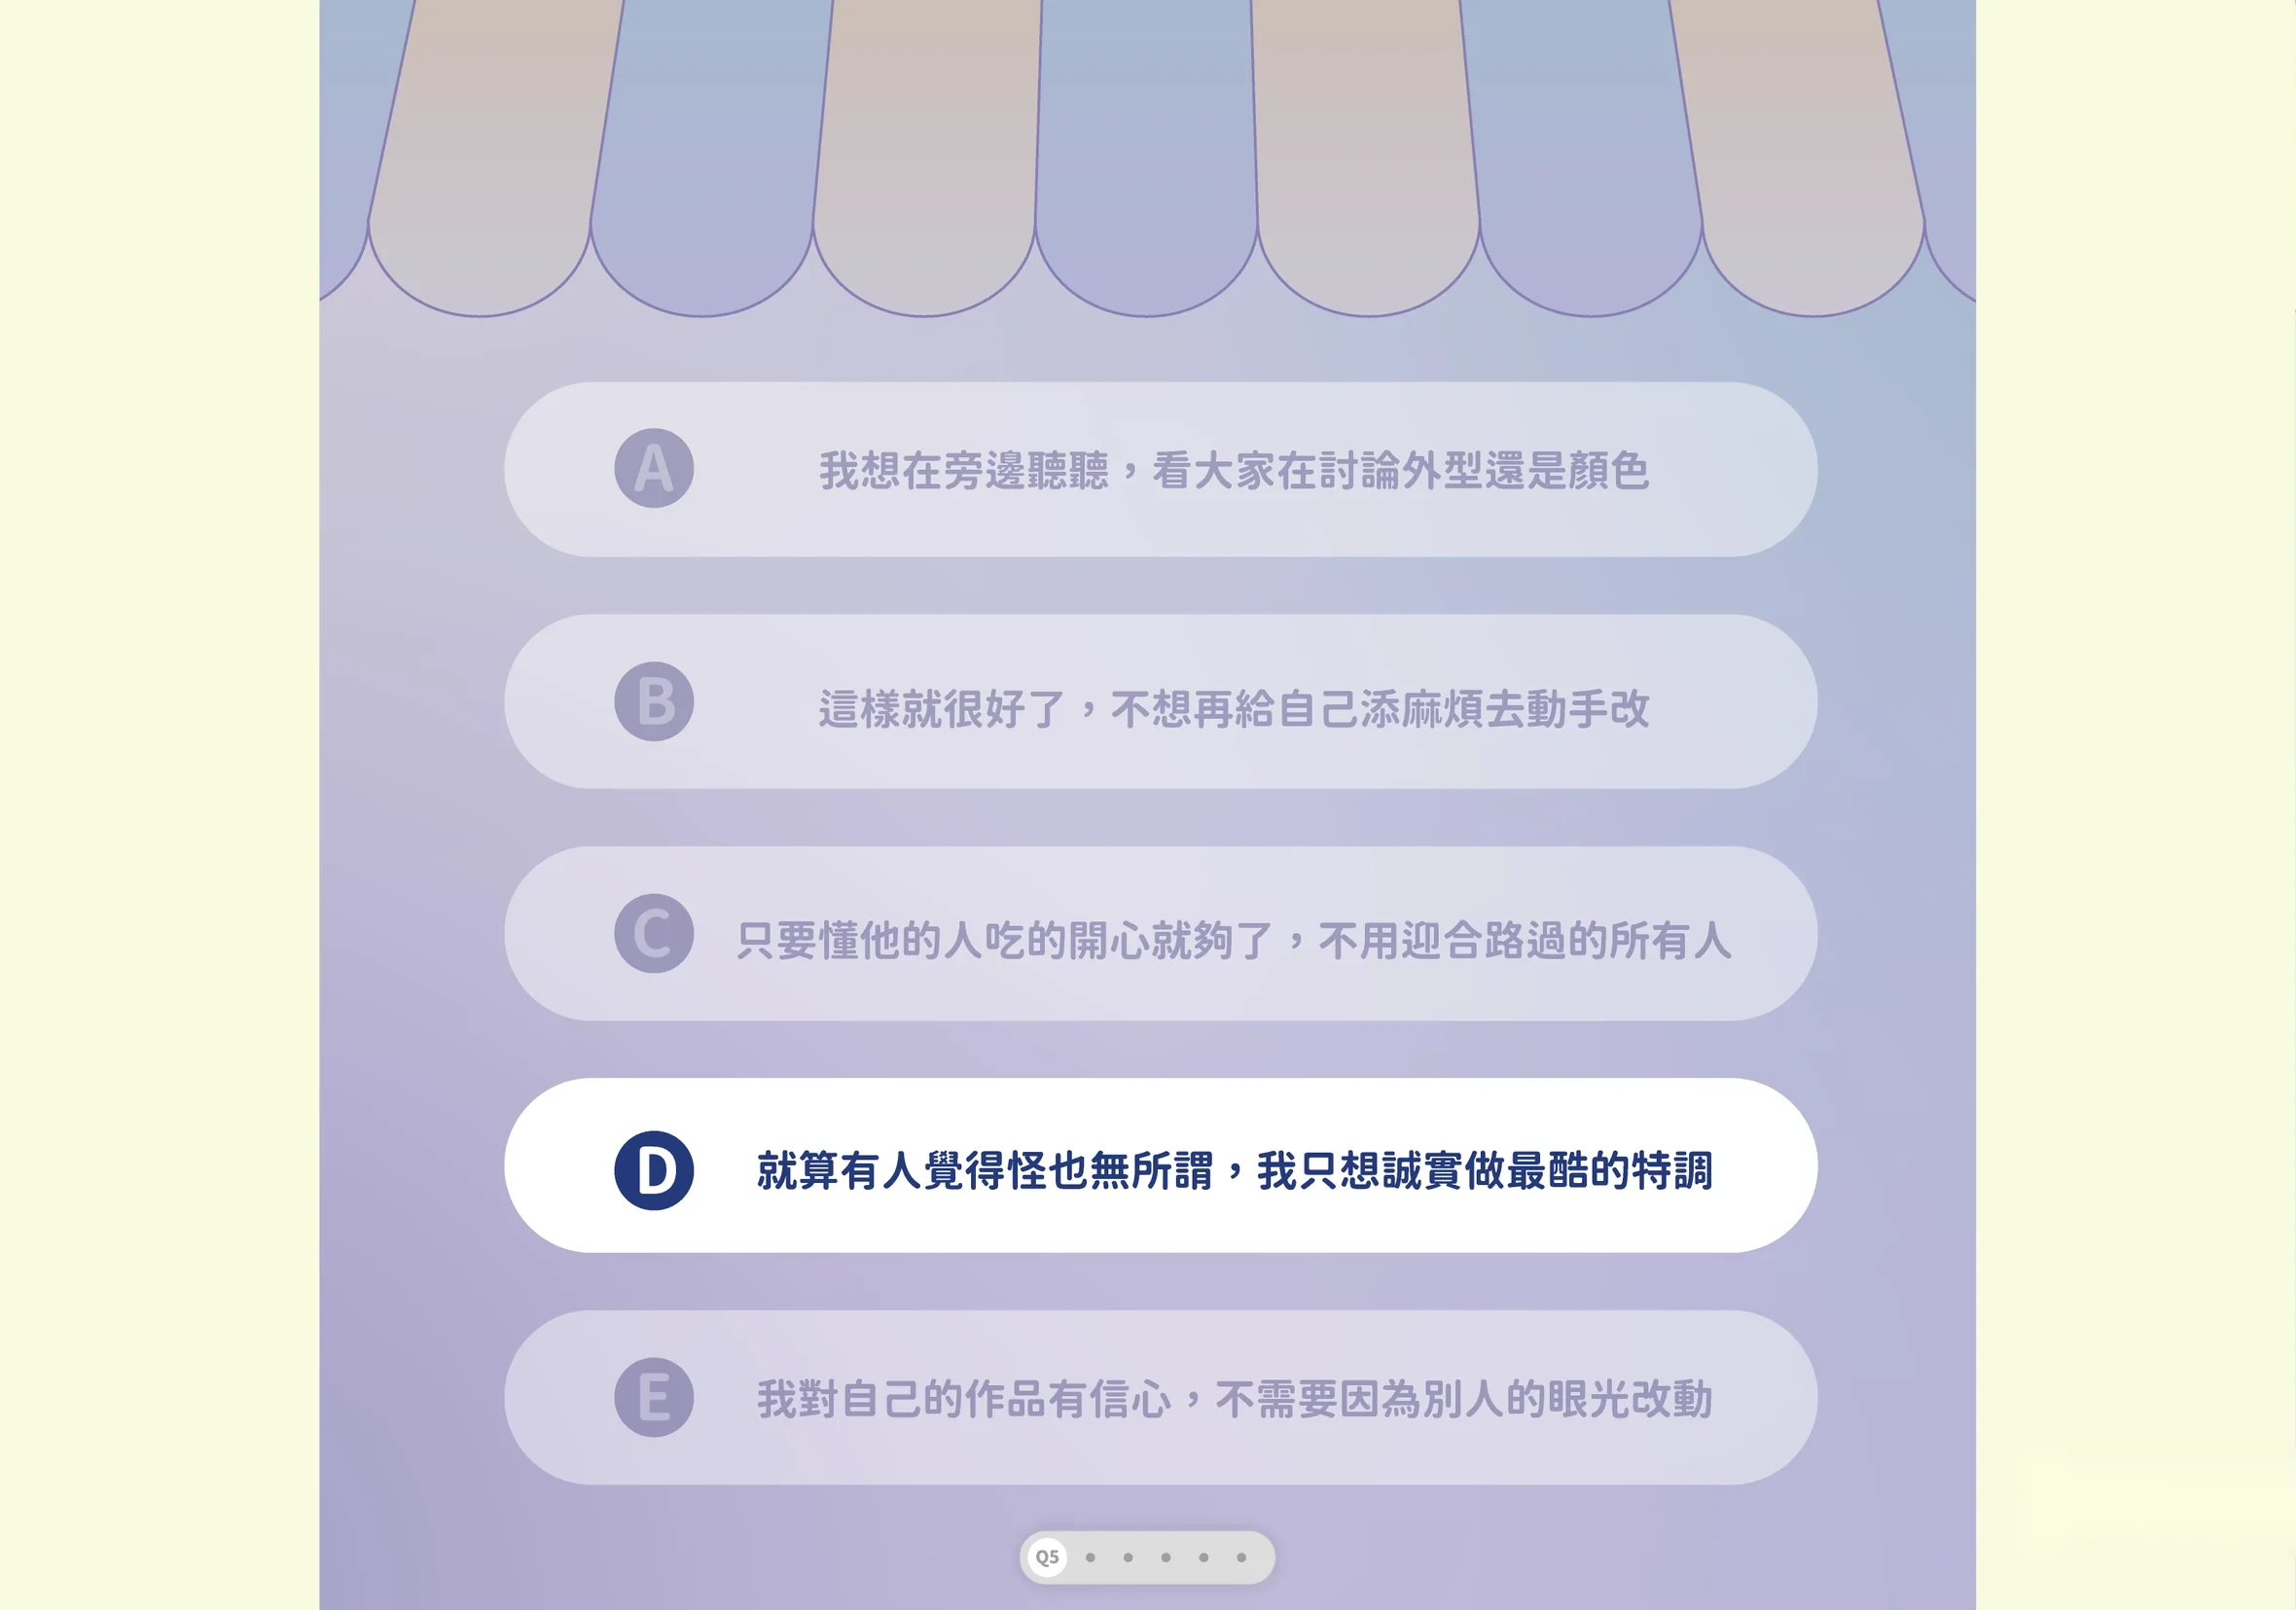 A 我想在旁邊聽聽，看大家在討論外型還是顏色
B 這樣就很好了，不想再給自己添麻煩去動手改
C 只要懂他的人吃的開心就夠了，不用迎合路過的所有人
D 就算有人覺得怪也無所謂，我只想誠實做最酷的特調
E 我對自己的作品有信心，不需要因為別人的眼光改動
Q5